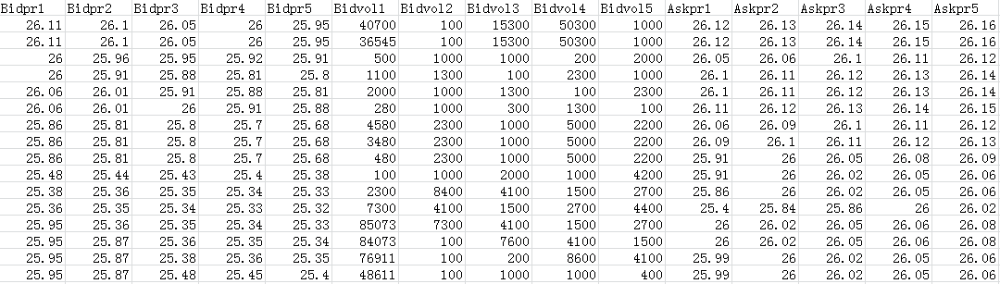 Bidpr1 Bidpr2 Bidpr3 Bidpr4 Bidpr5 Bidvol1 Bidvol2 Bidvol3 Bidvol4 Bidvol5 Askpr1 Askpr2 Askpr3 Askpr4 Askpr5
26.11 26.1 26.05 26 25.95 40700 100 15300 50300 1000 26.12 26.13 26.14 26.15 26.16
26.11 26.1 26.05 26 25.95 36545 100 15300 50300 1000 26.12 26.13 26.14 26.15 26.16
26 25.96 25.95 25.92 25.91 500 1000 1000 200 2000 26.05 26.06 26.1 26.11 26.12
26 25.91 25.88 25.81 25.8 1100 1300 100 2300 1000 26.1 26.11 26.12 26.13 26.14
26.06 26.01 25.91 25.88 25.81 2000 1000 1300 100 2300 26.1 26.11 26.12 26.13 26.14
26.06 26.01 26 25.91 25.88 280 1000 300 1300 100 26.11 26.12 26.13 26.14 26.15
25.86 25.81 25.8 25.7 25.68 4580 2300 1000 5000 2200 26.06 26.09 26.1 26.11 26.12
25.86 25.81 25.8 25.7 25.68 3480 2300 1000 5000 2200 26.09 26.1 26.11 26.12 26.13
25.86 25.81 25.8 25.7 25.68 480 2300 1000 5000 2200 25.91 26 26.05 26.08 26.09
25.48 25.44 25.43 25.4 25.38 100 1000 2000 1000 4200 25.91 26 26.02 26.05 26.06
25.38 25.36 25.35 25.34 25.33 2300 8400 4100 1500 2700 25.86 26 26.02 26.05 26.06
25.36 25.35 25.34 25.33 25.32 7300 4100 1500 2700 4400 25.4 25.84 25.86 26 26.02
25.95 25.36 25.35 25.34 25.33 85073 7300 4100 1500 2700 26 26.02 26.05 26.06 26.08
25.95 25.87 25.36 25.35 25.34 84073 100 7600 4100 1500 26 26.02 26.05 26.06 26.08
25.95 25.87 25.38 25.36 25.35 76911 100 200 8600 4100 25.99 26 26.02 26.05 26.06
25.95 25.87 25.48 25.45 25.4 48611 100 1000 1000 400 25.99 26 26.02 26.05 26.06